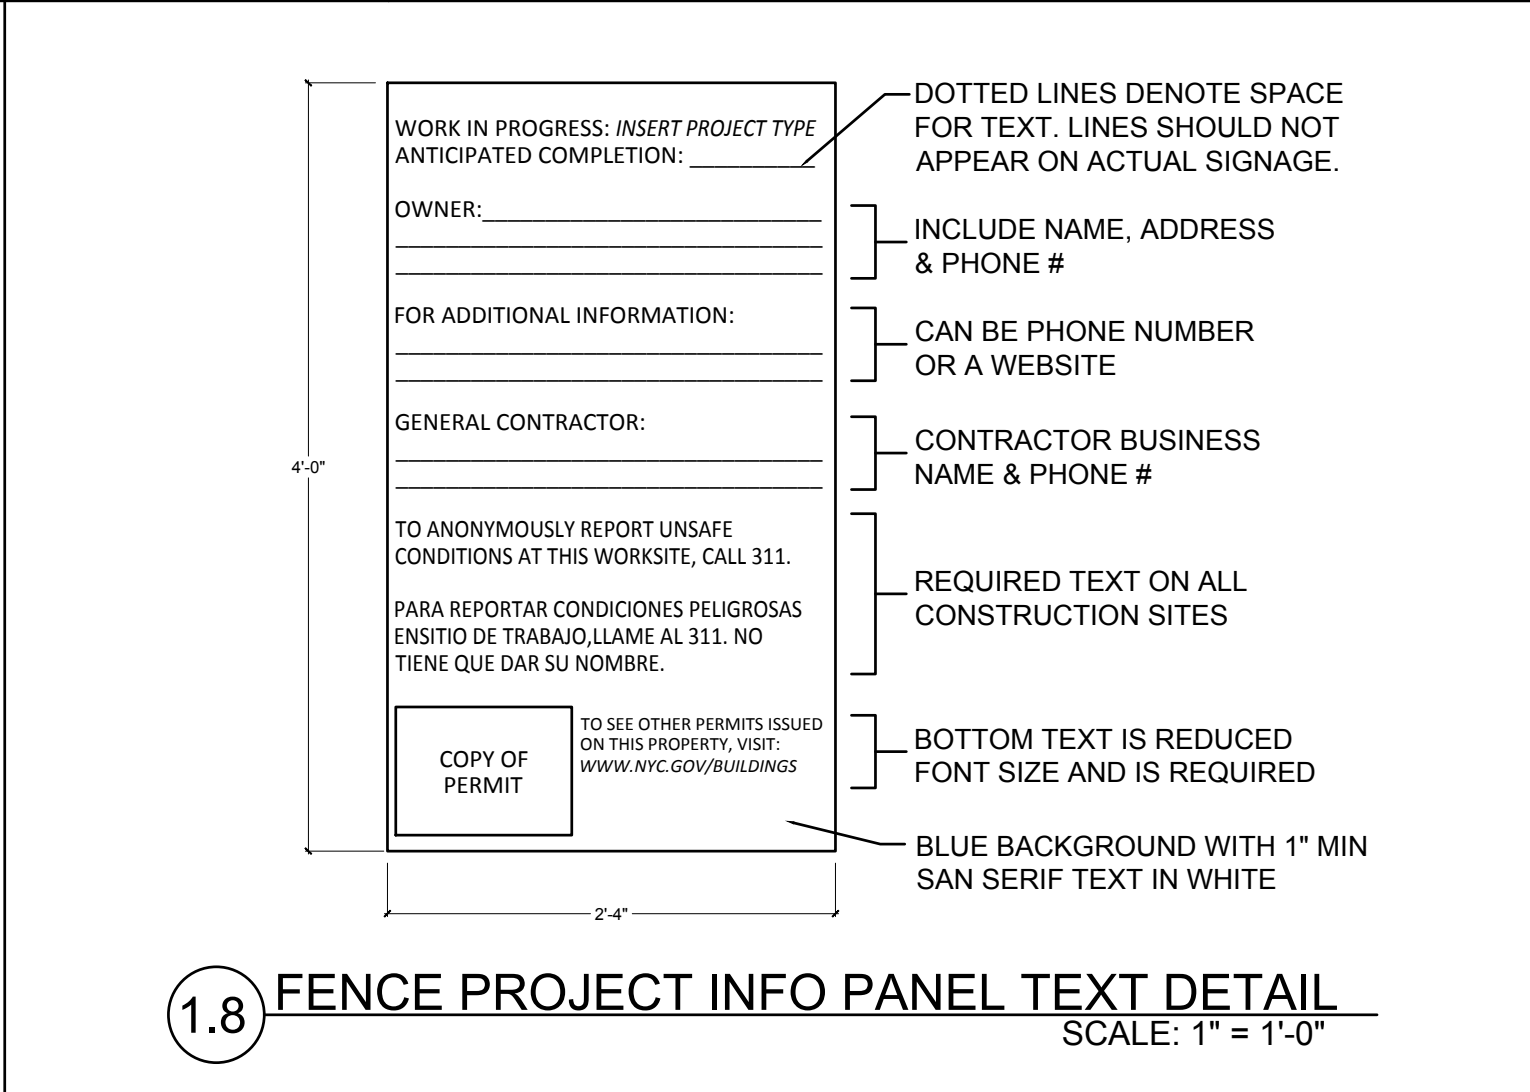 WORK IN PROGRESS: INSERT PROJECT TYPE
ANTICIPATED COMPLETION: __________
OWNER:____________________________
FOR ADDITIONAL INFORMATION:
GENERAL CONTRACTOR:
TO ANONYMOUSLY REPORT UNSAFE
CONDITIONS AT THIS WORKSITE, CALL 311.
PARA REPORTAR CONDICIONES PELIGROSAS
ENSITIO DE TRABAJO,LLAME AL 311. NO
TIENE QUE DAR SU NOMBRE.
COPY OF
PERMIT
TO SEE OTHER PERMITS ISSUED
ON THIS PROPERTY, VISIT:
WWW.NYC.GOV/BUILDINGS
DOTTED LINES DENOTE SPACE
FOR TEXT. LINES SHOULD NOT
APPEAR ON ACTUAL SIGNAGE.
INCLUDE NAME, ADDRESS
& PHONE #
CAN BE PHONE NUMBER
OR A WEBSITE
CONTRACTOR BUSINESS
NAME & PHONE #
REQUIRED TEXT ON ALL
CONSTRUCTION SITES
BOTTOM TEXT IS REDUCED
FONT SIZE AND IS REQUIRED
BLUE BACKGROUND WITH 1" MIN
SAN SERIF TEXT IN WHITE
4'-0"
2'-4"
1.8
FENCE PROJECT INFO PANEL TEXT DETAIL
SCALE: 1" = 1'-0"